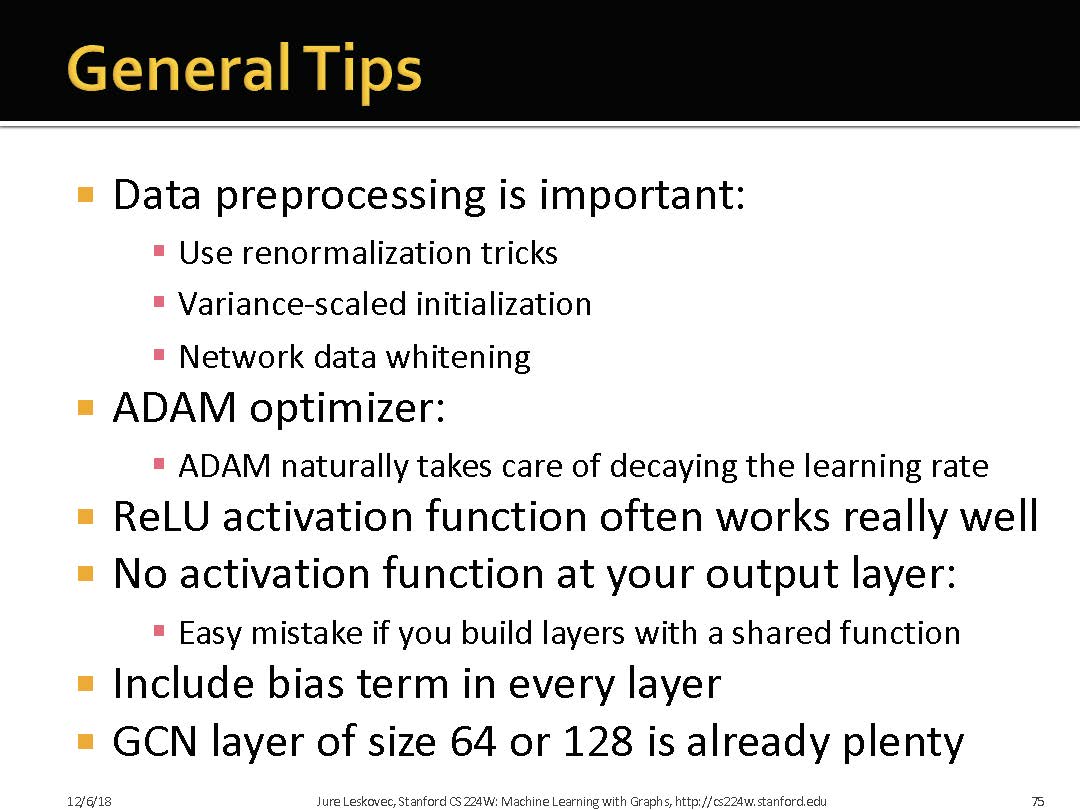 General Tips
Data preprocessing is important:
Use renormalization tricks
Variance-scaled initialization
Network data whitening
ADAM optimizer:
ADAM naturally takes care of decaying the learning rate
ReLU activation function often works really well
No activation function at your output layer:
Easy mistake if you build layers with a shared function
Include bias term in every layer
GCN layer of size 64 or 128 is already plenty
12/6/18 Jure Leskovec, Stanford CS224W: Machine Learning with Graphs, http://cs224w.stanford.edu 75